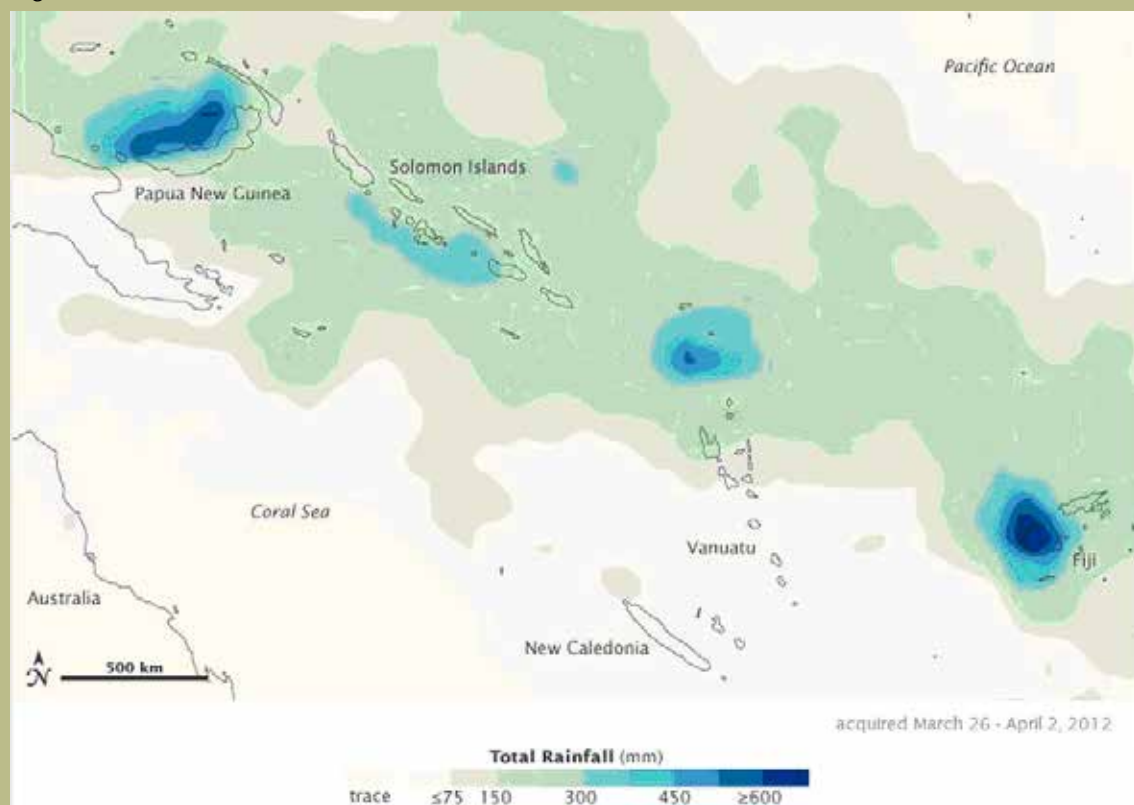 Pacific Ocean
Solomon Islands
Papua New Guinea
Coral Sea
Vanuatu
Fiji
Australia
New Caledonia
N
500 km
acquired March 26 - April 2, 2012
Total Rainfall (mm)
trace ≤75 150 300 450 ≥600